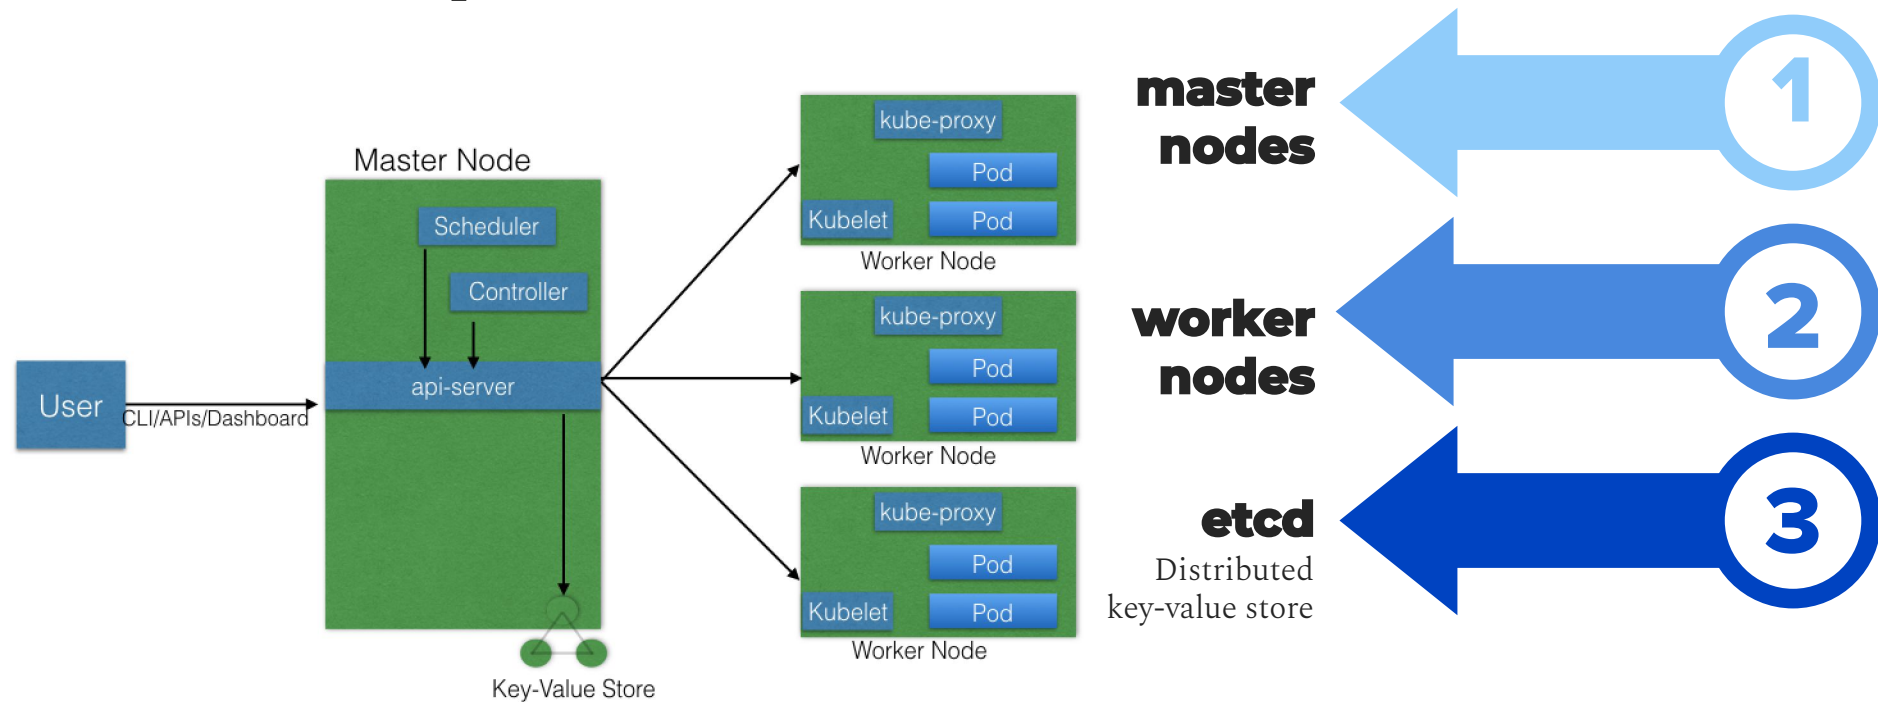 Master Node
Scheduler
Controller
api-server
User
CLI/APIs/Dashboard
Key-Value Store
kube-proxy
Pod
Kubelet
Pod
Worker Node
kube-proxy
Pod
Kubelet
Pod
Worker Node
kube-proxy
Pod
Kubelet
Pod
Worker Node
master
nodes
1
worker
nodes
2
etcd
Distributed
key-value store
3